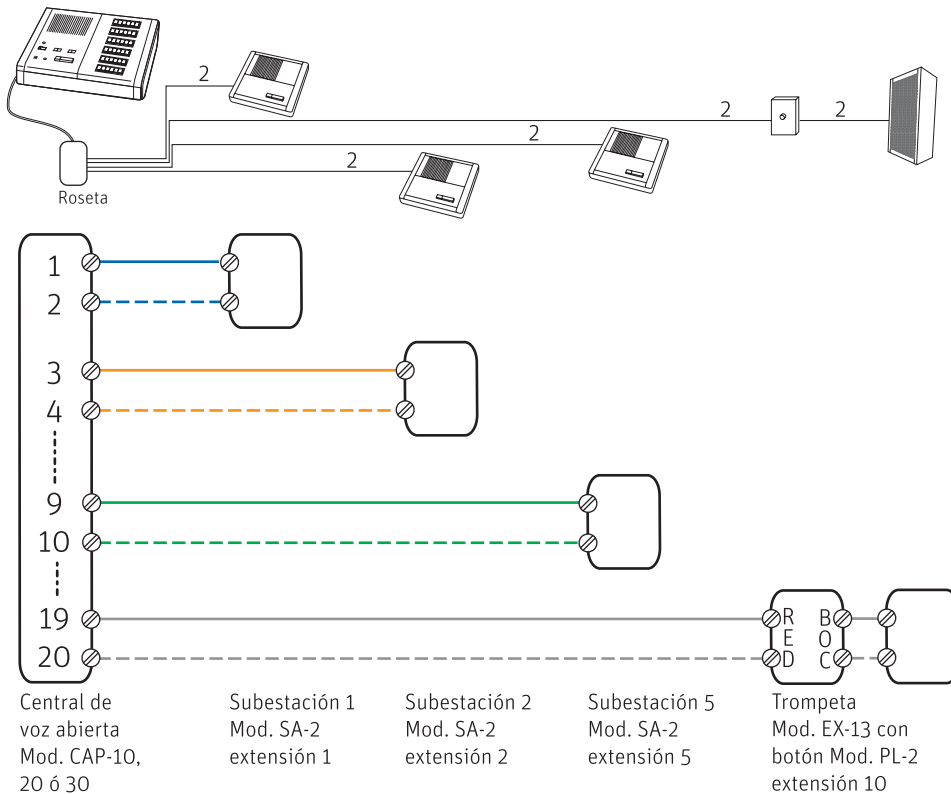 2
2
2
2
2
Roseta
1
2
3
4
9
10
19
20
R
E
D
B
O
C
Central de
voz abierta
Mod. CAP-10,
20 ó 30
Subestación 1
Mod. SA-2
extensión 1
Subestación 2
Mod. SA-2
extensión 2
Subestación 5
Mod. SA-2
extensión 5
Trompeta
Mod. EX-13 con
botón Mod. PL-2
extensión 10